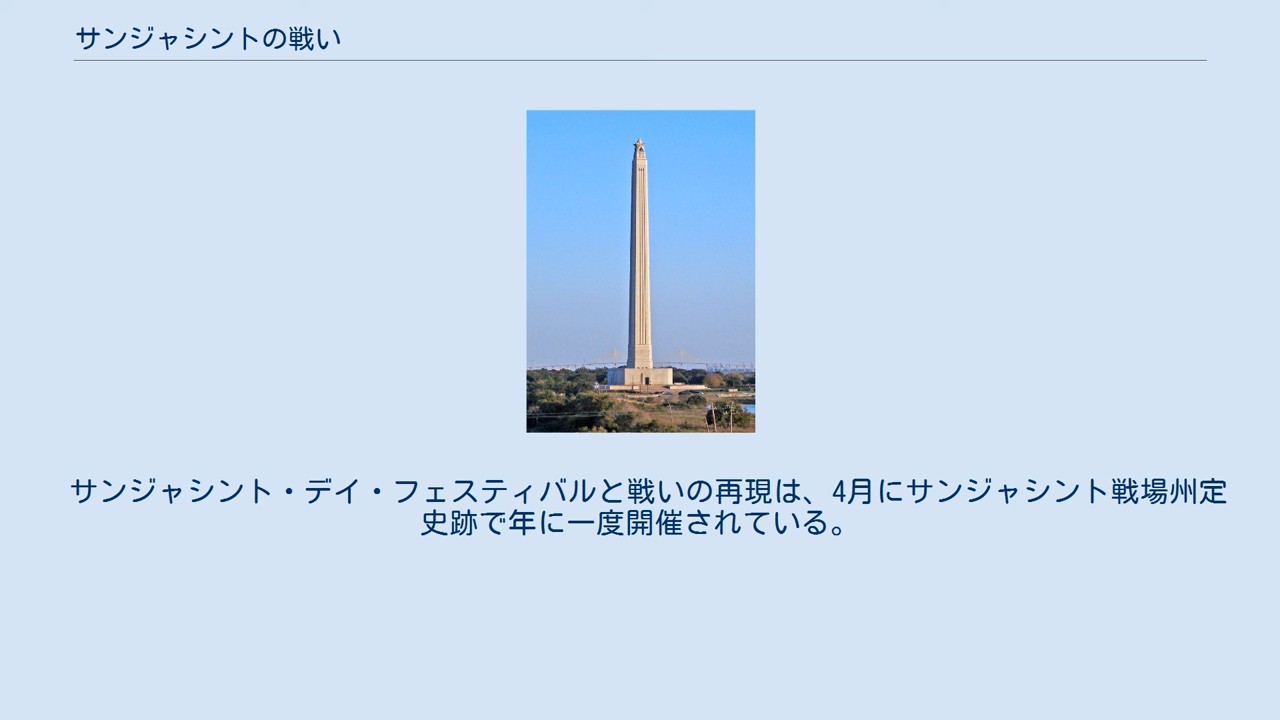 サンジャシントの戦い
サンジャシント・デイ・フェスティバルと戦いの再現は、4月にサンジャシント戦場州定
史跡で年に一度開催されている。